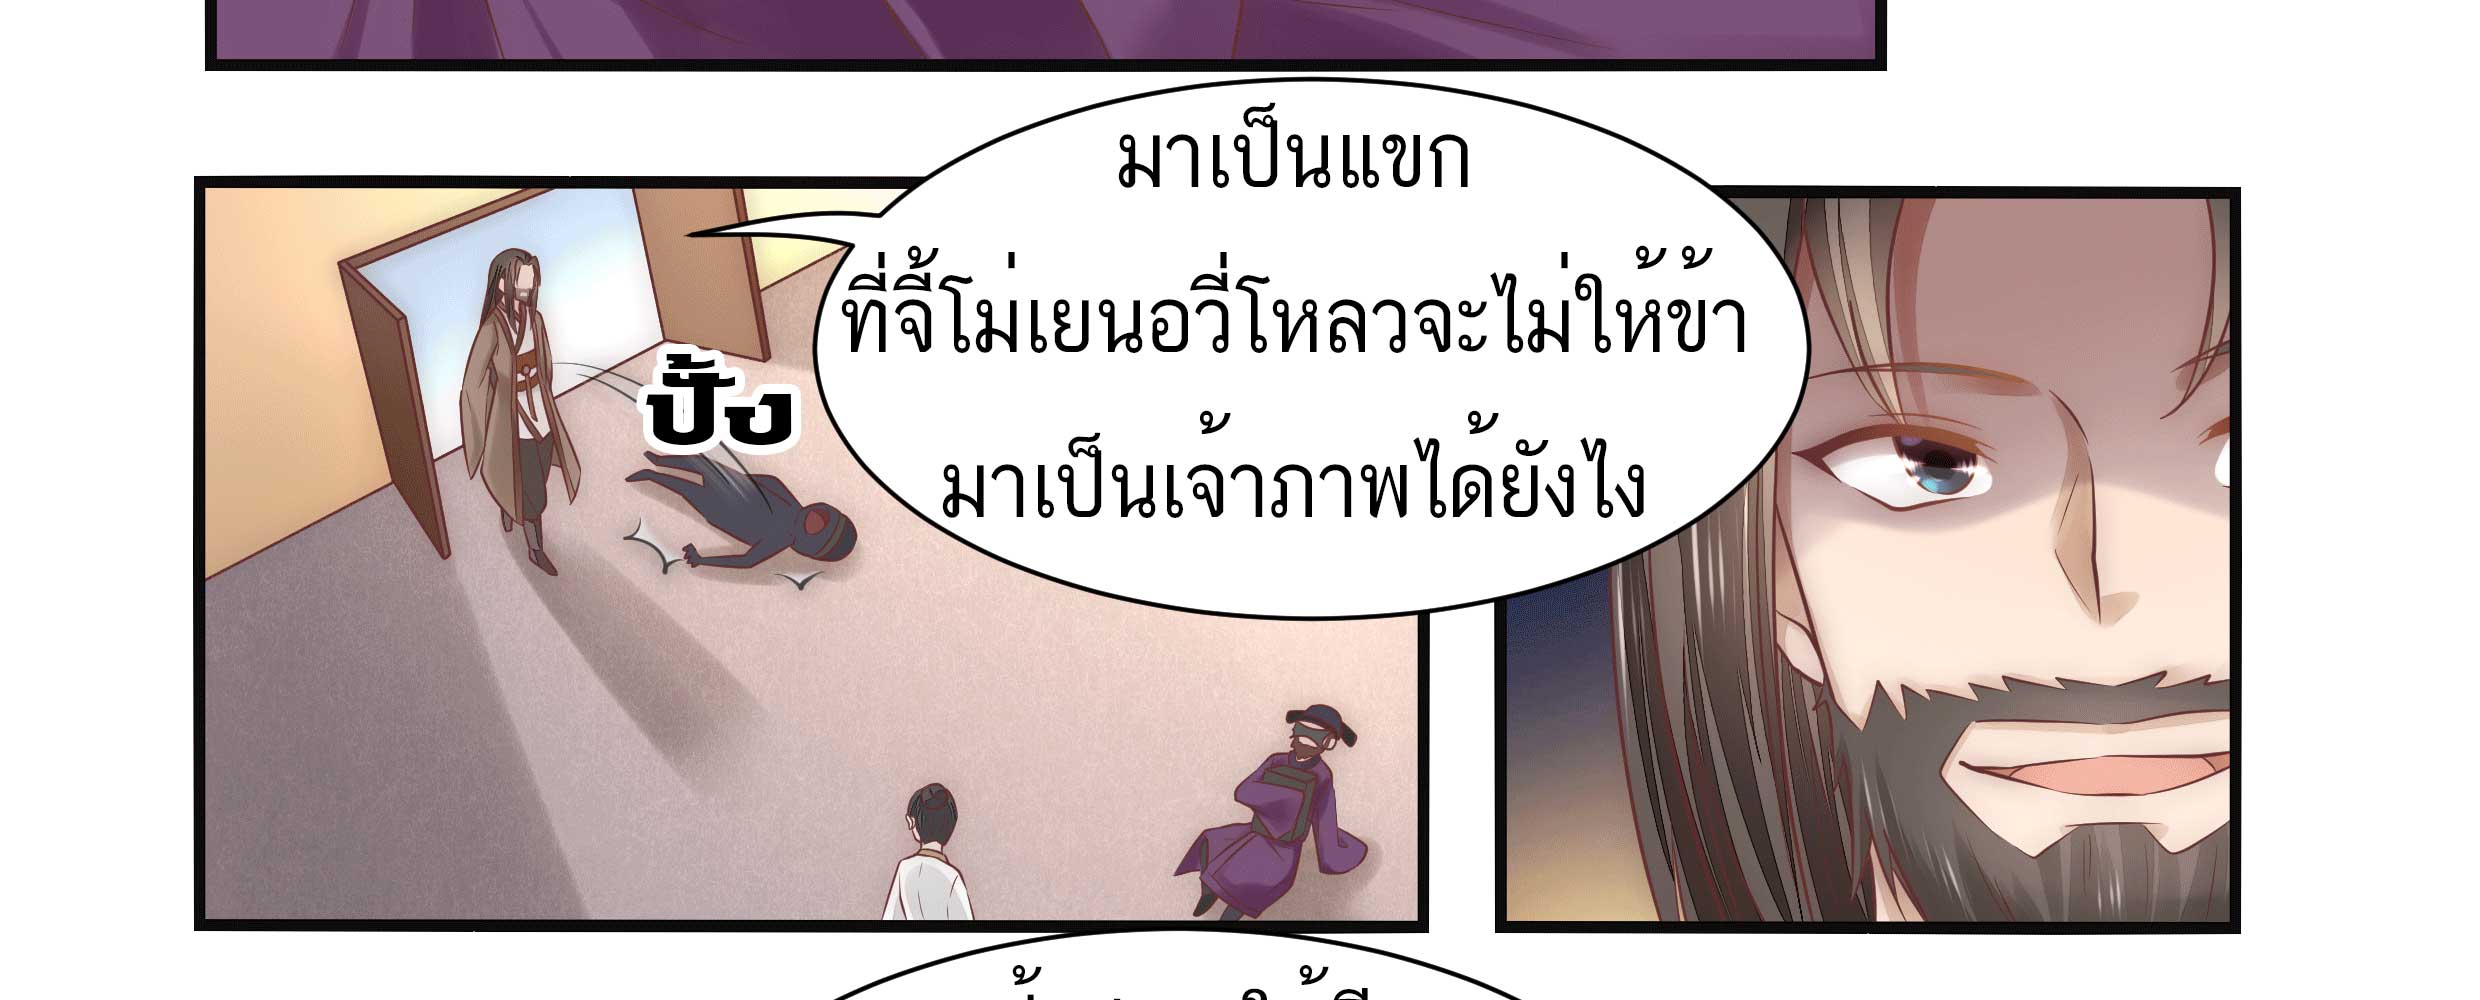 มาเป็นแขก
ที่จี้โม่เยนอวี่โหลวจะไม่ให้ข้า
มาเป็นเจ้าภาพได้ยังไง
ปั้ง